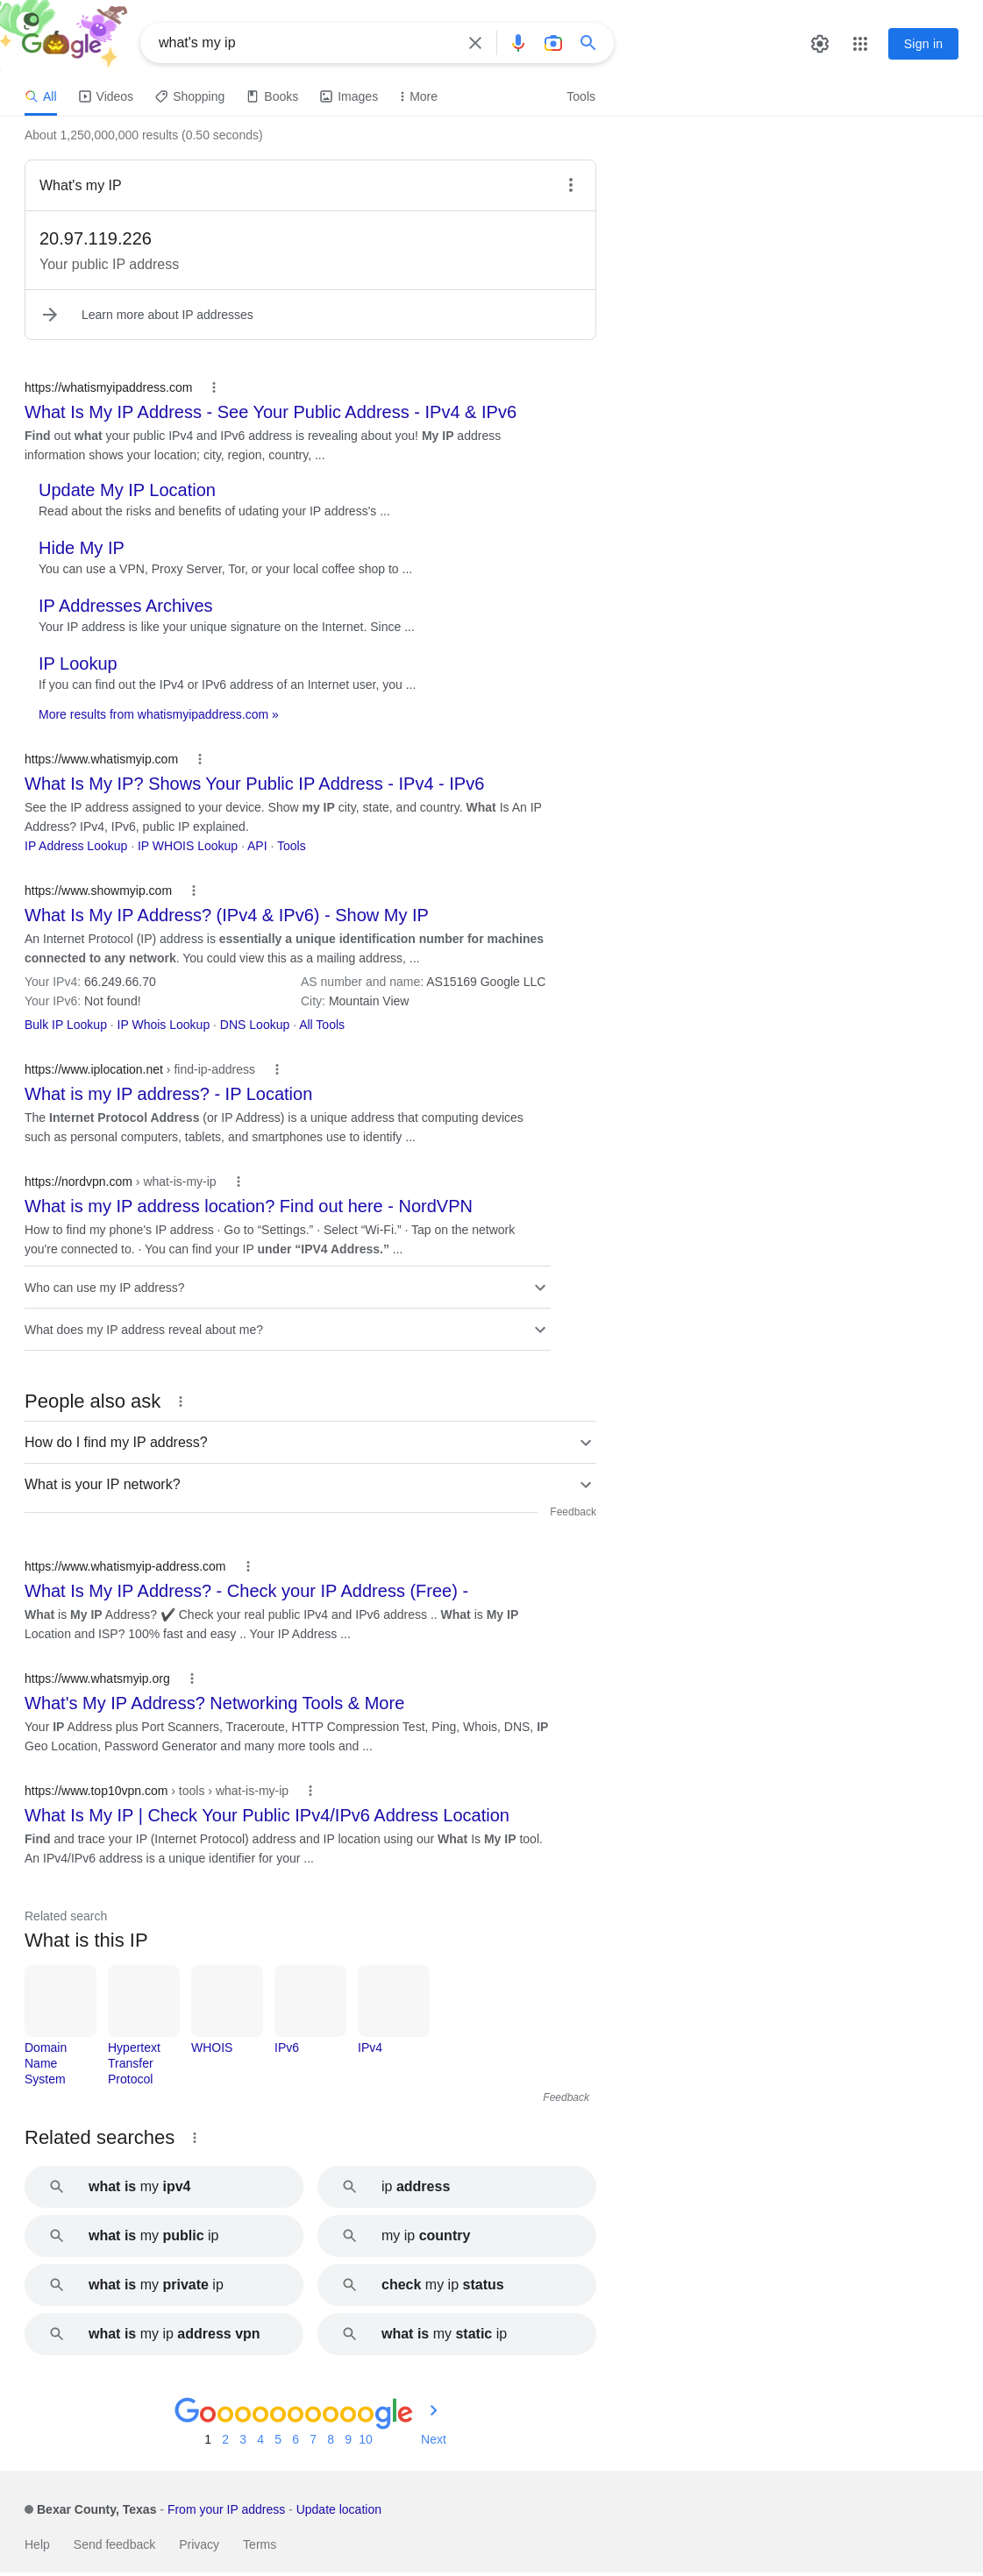 Google
what's my ip
Sign in
All Videos Shopping Books Images More Tools
About 1,250,000,000 results (0.50 seconds)
What's my IP
20.97.119.226
Your public IP address
Learn more about IP addresses
https://whatismyipaddress.com
What Is My IP Address - See Your Public Address - IPv4 & IPv6
Find out what your public IPv4 and IPv6 address is revealing about you! My IP address
information shows your location; city, region, country, ...
Update My IP Location
Read about the risks and benefits of udating your IP address's ...
Hide My IP
You can use a VPN, Proxy Server, Tor, or your local coffee shop to ...
IP Addresses Archives
Your IP address is like your unique signature on the Internet. Since ...
IP Lookup
If you can find out the IPv4 or IPv6 address of an Internet user, you ...
More results from whatismyipaddress.com »
https://www.whatismyip.com
What Is My IP? Shows Your Public IP Address - IPv4 - IPv6
See the IP address assigned to your device. Show my IP city, state, and country. What Is An IP
Address? IPv4, IPv6, public IP explained.
IP Address Lookup · IP WHOIS Lookup · API · Tools
https://www.showmyip.com
What Is My IP Address? (IPv4 & IPv6) - Show My IP
An Internet Protocol (IP) address is essentially a unique identification number for machines
connected to any network. You could view this as a mailing address, ...
Your IPv4: 66.249.66.70 AS number and name: AS15169 Google LLC
Your IPv6: Not found! City: Mountain View
Bulk IP Lookup · IP Whois Lookup · DNS Lookup · All Tools
https://www.iplocation.net › find-ip-address
What is my IP address? - IP Location
The Internet Protocol Address (or IP Address) is a unique address that computing devices
such as personal computers, tablets, and smartphones use to identify ...
https://nordvpn.com › what-is-my-ip
What is my IP address location? Find out here - NordVPN
How to find my phone's IP address · Go to “Settings.” · Select “Wi-Fi.” · Tap on the network
you're connected to. · You can find your IP under “IPV4 Address.” ...
Who can use my IP address?
What does my IP address reveal about me?
People also ask
How do I find my IP address?
What is your IP network?
Feedback
https://www.whatismyip-address.com
What Is My IP Address? - Check your IP Address (Free) -
What is My IP Address? ✔️ Check your real public IPv4 and IPv6 address .. What is My IP
Location and ISP? 100% fast and easy .. Your IP Address ...
https://www.whatsmyip.org
What's My IP Address? Networking Tools & More
Your IP Address plus Port Scanners, Traceroute, HTTP Compression Test, Ping, Whois, DNS, IP
Geo Location, Password Generator and many more tools and ...
https://www.top10vpn.com › tools › what-is-my-ip
What Is My IP | Check Your Public IPv4/IPv6 Address Location
Find and trace your IP (Internet Protocol) address and IP location using our What Is My IP tool.
An IPv4/IPv6 address is a unique identifier for your ...
Related search
What is this IP
Domain Name System
Hypertext Transfer Protocol
WHOIS
IPv6
IPv4
Feedback
Related searches
what is my ipv4
ip address
what is my public ip
my ip country
what is my private ip
check my ip status
what is my ip address vpn
what is my static ip
Goooooooooogle
1 2 3 4 5 6 7 8 9 10 Next
Bexar County, Texas - From your IP address - Update location
Help Send feedback Privacy Terms